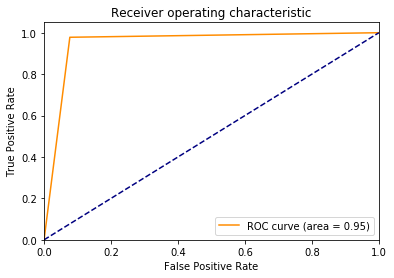 Receiver operating characteristic
True Positive Rate
1.0
0.8
0.6
0.4
0.2
0.0
ROC curve (area = 0.95)
0.0 0.2 0.4 0.6 0.8 1.0
False Positive Rate